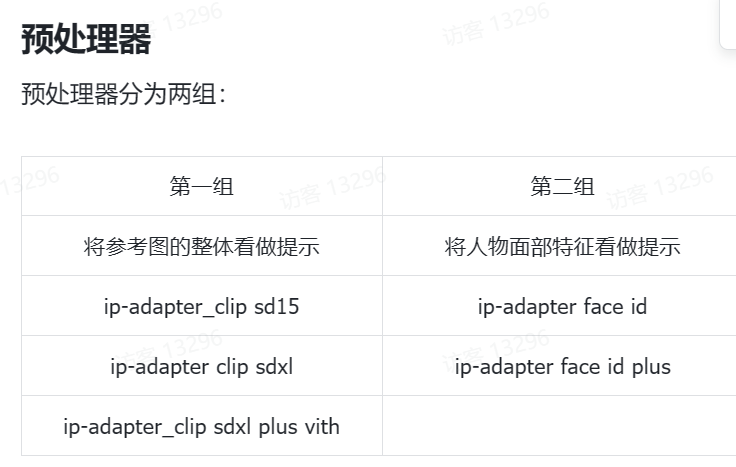 预处理器
预处理器分为两组：
第一组 第二组
将参考图的整体看做提示 将人物面部特征看做提示
ip-adapter_clip sd15 ip-adapter face id
ip-adapter clip sdxl ip-adapter face id plus
ip-adapter_clip sdxl plus vith
访客 13296
访客 13296
13296
访客 13296
访客 13296
访客 13296
访客 13296